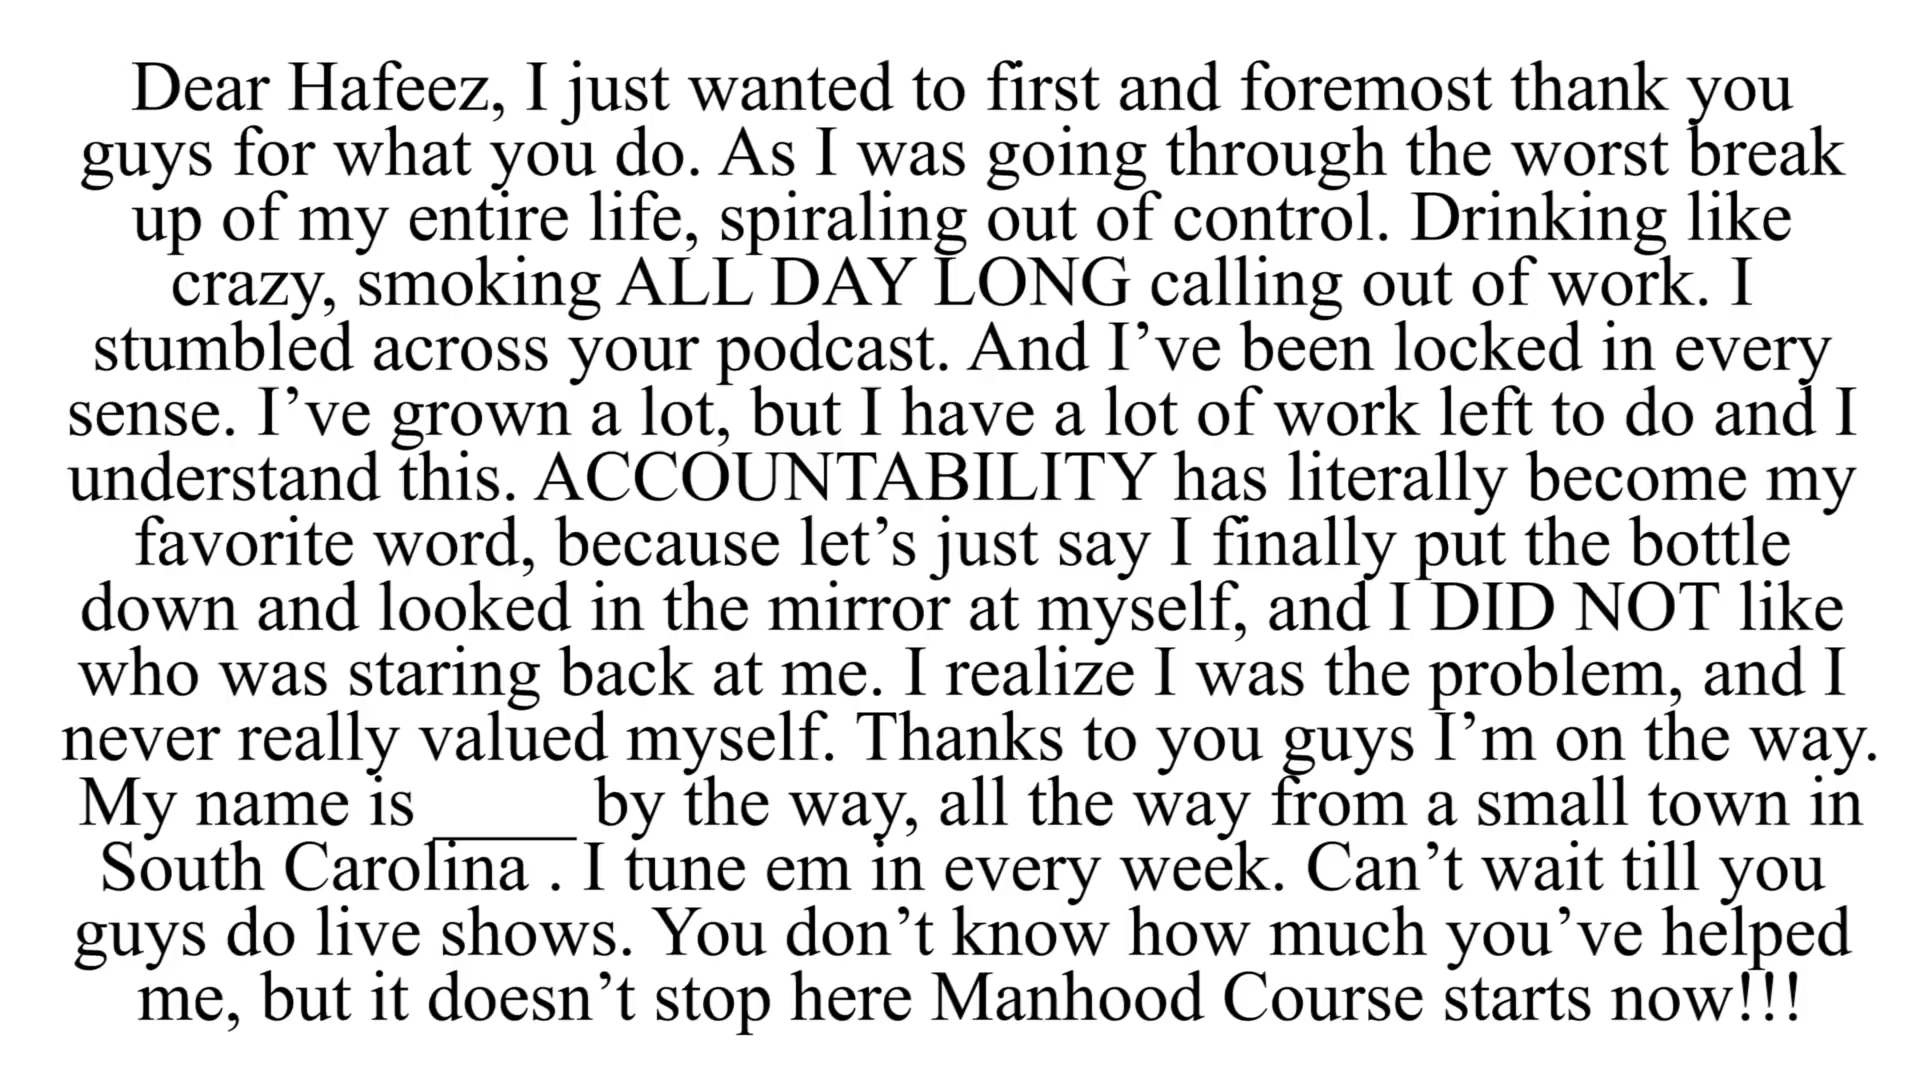 Dear Hafeez, I just wanted to first and foremost thank you
guys for what you do. As I was going through the worst break
up of my entire life, spiraling out of control. Drinking like
crazy, smoking ALL DAY LONG calling out of work. I
stumbled across your podcast. And I’ve been locked in every
sense. I’ve grown a lot, but I have a lot of work left to do and I
understand this. ACCOUNTABILITY has literally become my
favorite word, because let’s just say I finally put the bottle
down and looked in the mirror at myself, and I DID NOT like
who was staring back at me. I realize I was the problem, and I
never really valued myself. Thanks to you guys I’m on the way.
My name is ____ by the way, all the way from a small town in
South Carolina . I tune em in every week. Can’t wait till you
guys do live shows. You don’t know how much you’ve helped
me, but it doesn’t stop here Manhood Course starts now!!!